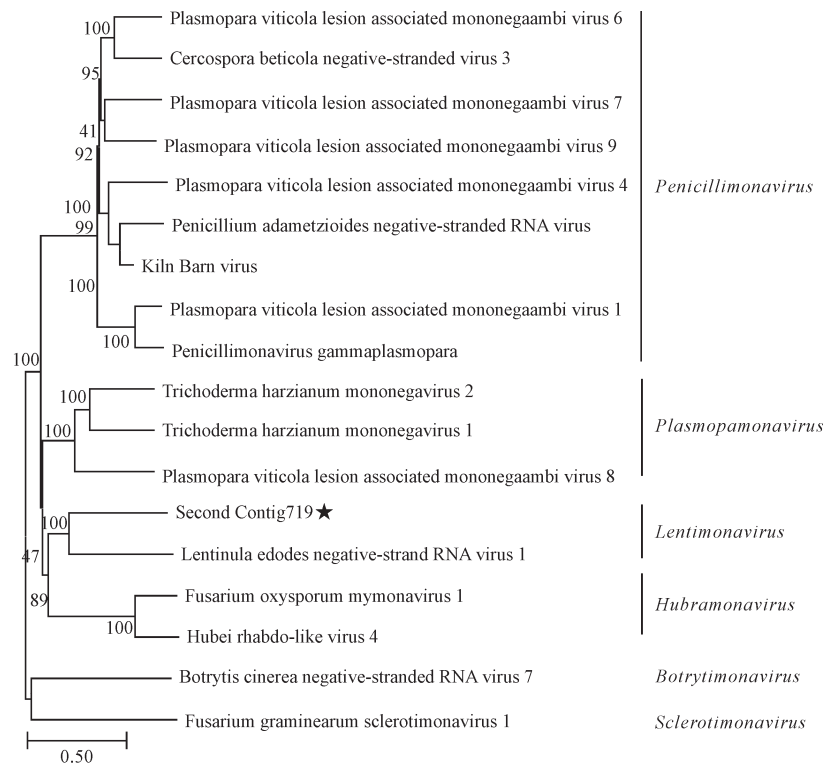 Plasmopara viticola lesion associated mononegaambi virus 6
100
Cercospora beticola negative-stranded virus 3
95
Plasmopara viticola lesion associated mononegaambi virus 7
41
Plasmopara viticola lesion associated mononegaambi virus 9
92
Plasmopara viticola lesion associated mononegaambi virus 4
Penicillimonavirus
100
Penicillium adametzioides negative-stranded RNA virus
99
Kiln Barn virus
100
Plasmopara viticola lesion associated mononegaambi virus 1
100
Penicillimonavirus gammaplasmopara
100
Trichoderma harzianum mononegavirus 2
100
Trichoderma harzianum mononegavirus 1
Plasmopamonavirus
100
Plasmopara viticola lesion associated mononegaambi virus 8
Second Contig719★
100
Lentimonavirus
Lentinula edodes negative-strand RNA virus 1
47
Fusarium oxysporum mymonavirus 1
89
Hubramonavirus
100
Hubei rhabdo-like virus 4
Botrytis cinerea negative-stranded RNA virus 7
Botrytimonavirus
Fusarium graminearum sclerotimonavirus 1
Sclerotimonavirus
0.50